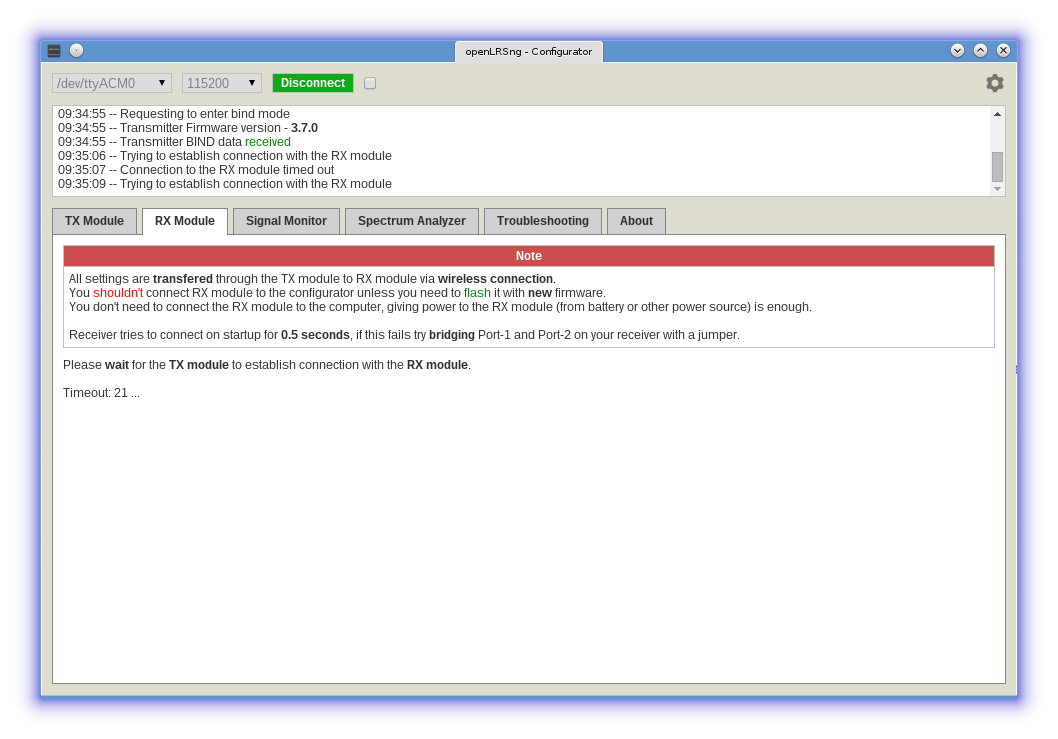 openLRSng - Configurator
/dev/ttyACM0 115200 Disconnect
09:34:55 -- Requesting to enter bind mode
09:34:55 -- Transmitter Firmware version - 3.7.0
09:34:55 -- Transmitter BIND data received
09:35:06 -- Trying to establish connection with the RX module
09:35:07 -- Connection to the RX module timed out
09:35:09 -- Trying to establish connection with the RX module
TX Module RX Module Signal Monitor Spectrum Analyzer Troubleshooting About
Note
All settings are transfered through the TX module to RX module via wireless connection.
You shouldn't connect RX module to the configurator unless you need to flash it with new firmware.
You don't need to connect the RX module to the computer, giving power to the RX module (from battery or other power source) is enough.
Receiver tries to connect on startup for 0.5 seconds, if this fails try bridging Port-1 and Port-2 on your receiver with a jumper.
Please wait for the TX module to establish connection with the RX module.
Timeout: 21 ...